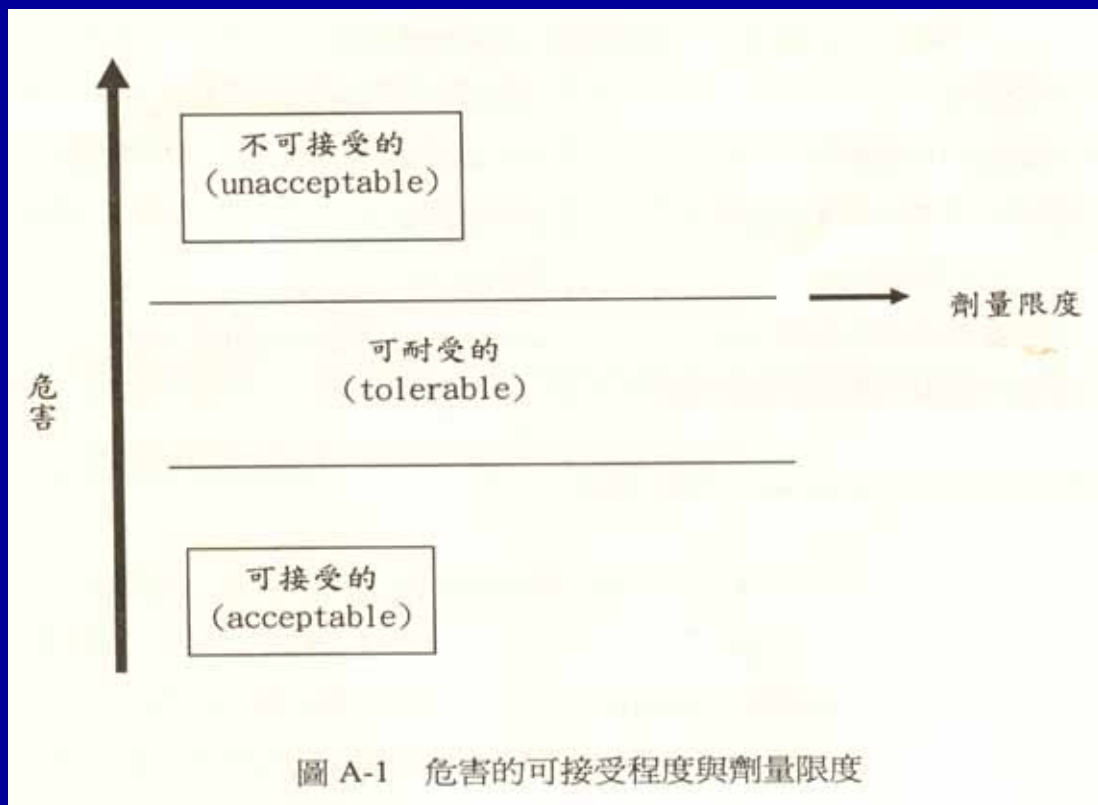 不可接受的
(unacceptable)
劑量限度
可耐受的
(tolerable)
危害
可接受的
(acceptable)
圖 A-1 危害的可接受程度與劑量限度